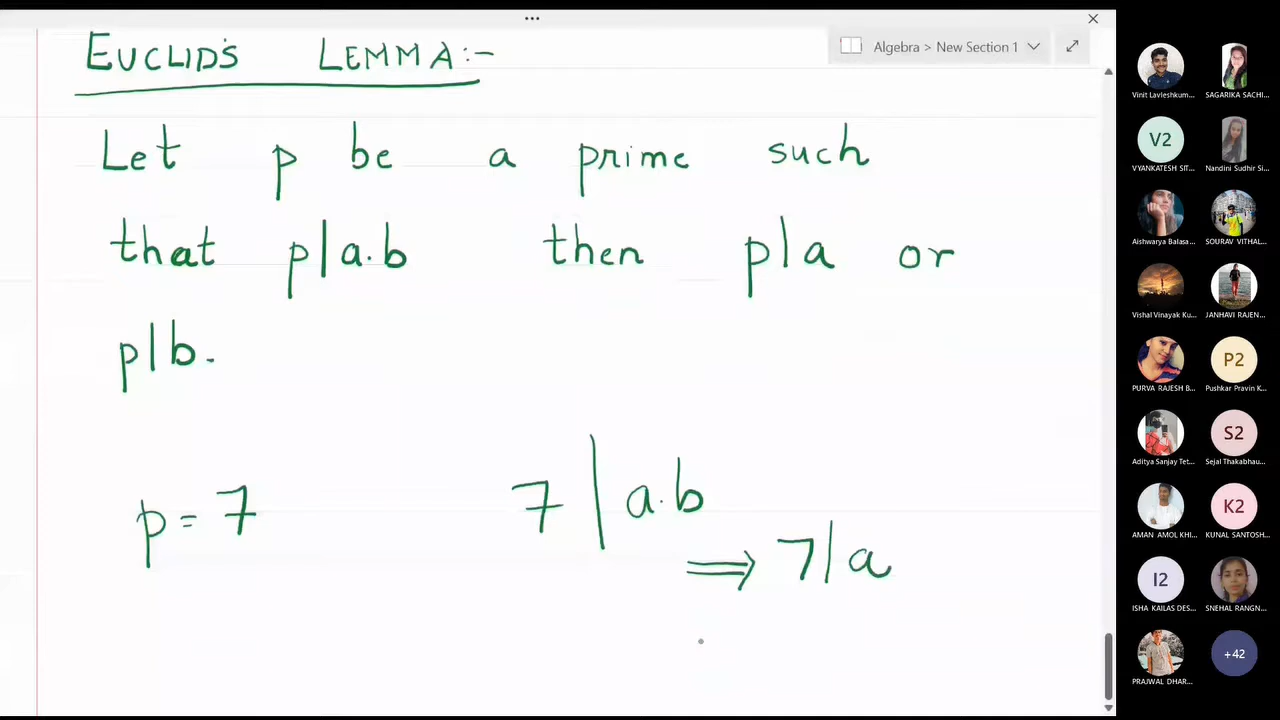 ...
EUCLID'S LEMMA:-
Algebra > New Section 1
Let p be a prime such
that p|a.b then p|a or
p|b.
p = 7 7 | a.b
⟹ 7|a
Vinit Lavleshkum... SAGARIKA SACHI...
V2
VYANKATESH SIT... Nandini Sudhir Si...
Aishwarya Balasa... SOURAV VITHAL...
Vishal Vinayak Ku... JANHAVI RAJEN...
P2
PURVA RAJESH B... Pushkar Pravin K...
S2
Aditya Sanjay Tet... Sejal Thakabhau...
K2
AMAN AMOL KHI... KUNAL SANTOSH...
I2
ISHA KAILAS DES... SNEHAL RANGN...
+42
PRAJWAL DHAR...